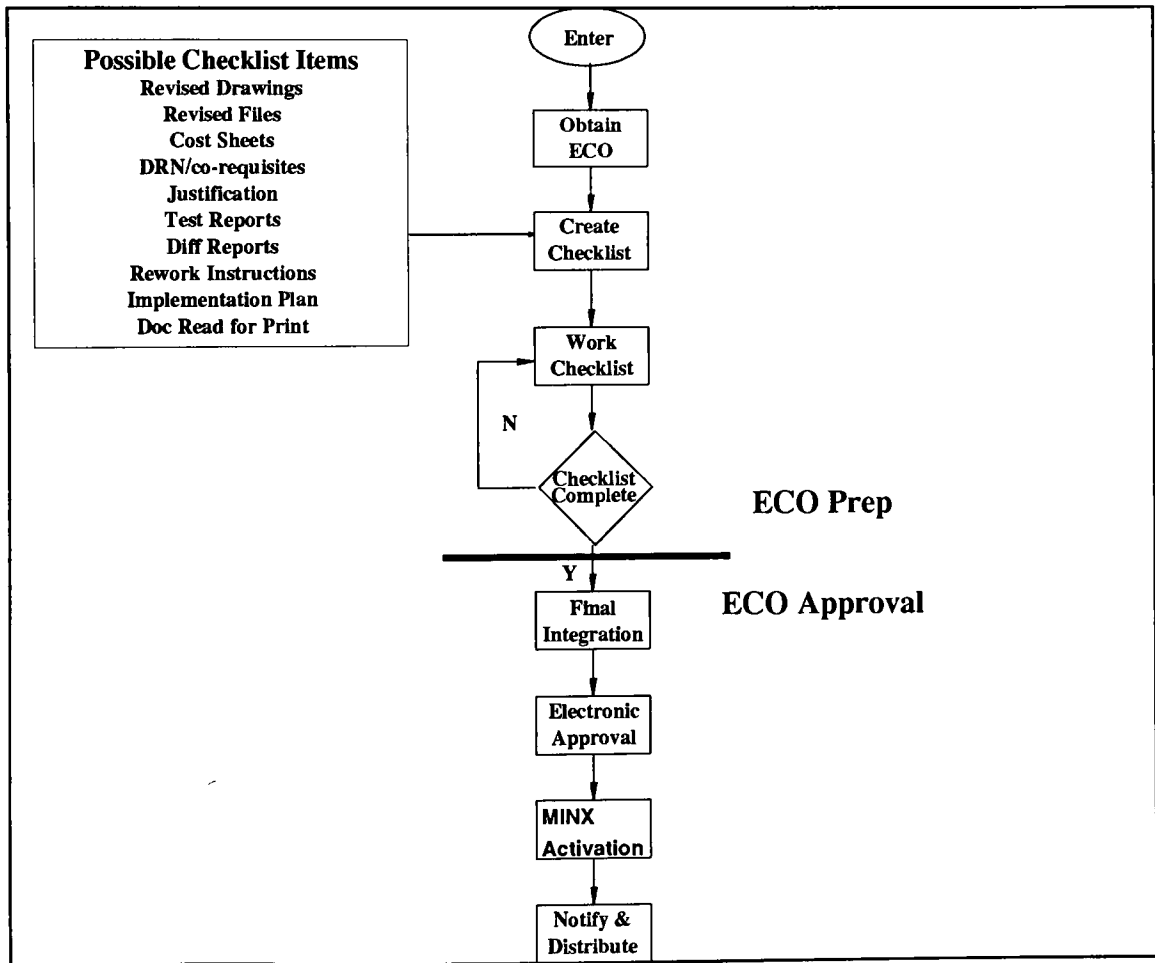 Enter
Possible Checklist Items
Revised Drawings
Revised Files
Cost Sheets
DRN/co-requisites
Justification
Test Reports
Diff Reports
Rework Instructions
Implementation Plan
Doc Read for Print
Obtain
ECO
Create
Checklist
Work
Checklist
N
Checklist
Complete
ECO Prep
Y
ECO Approval
Final
Integration
Electronic
Approval
MINX
Activation
Notify &
Distribute